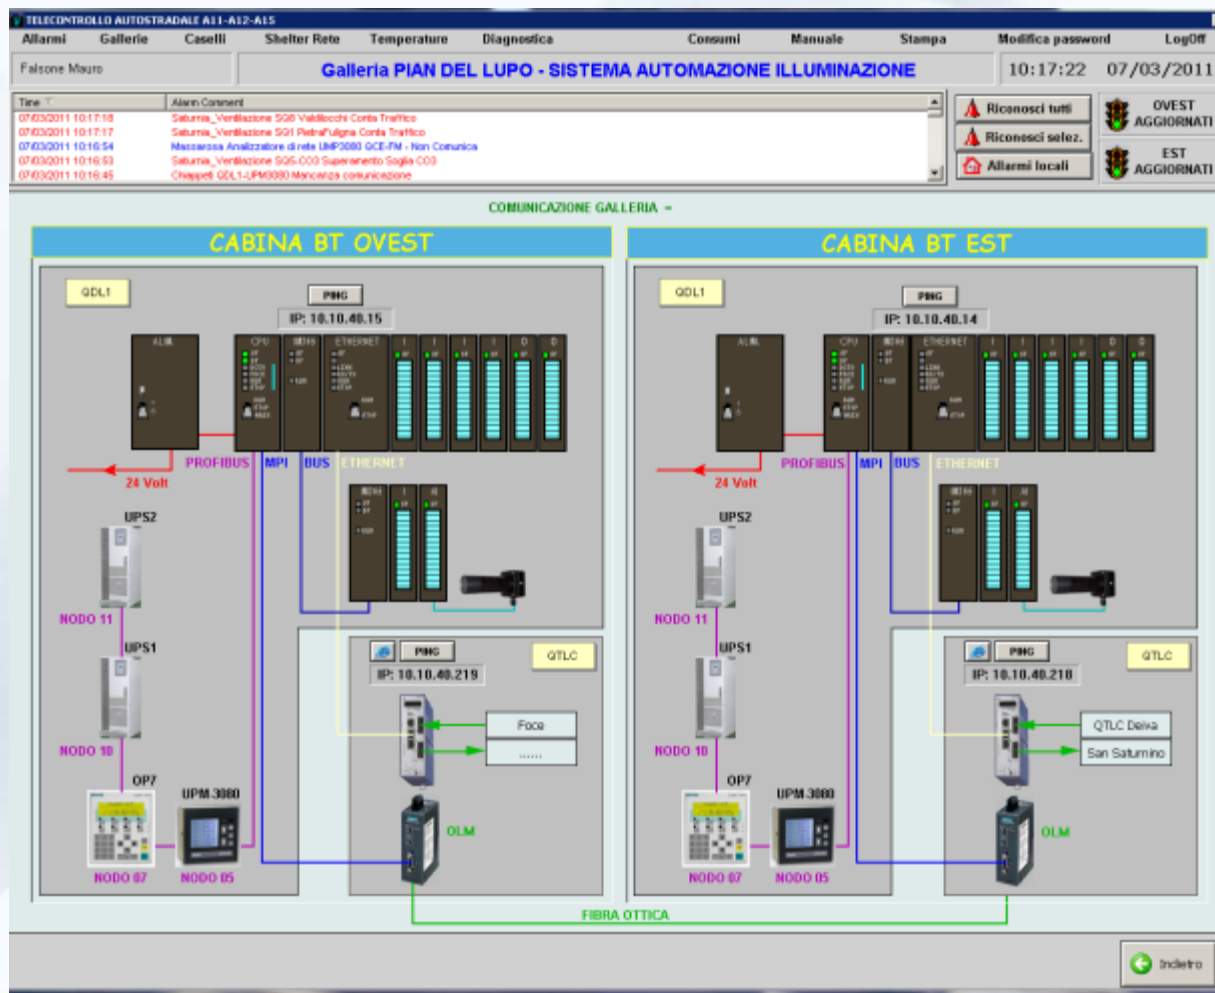 TELECONTROLLO AUTOSTRADALE A11-A12-A15
Allarmi Gallerie Caselli Shelter Rete Temperature Diagnostica Consumi Manuale Stampa Modifica password LogOff
Falsone Mauro
Galleria PIAN DEL LUPO - SISTEMA AUTOMAZIONE ILLUMINAZIONE
10:17:22 07/03/2011
Time Alarm Comment
07/03/2011 10:17:18 Saturnia_Ventilazione SG8 Valdilocchi Conta Traffico
07/03/2011 10:17:17 Saturnia_Ventilazione SG1 PietraFuligna Conta Traffico
07/03/2011 10:16:54 Massarosa Analizzatore di rete UMP3080 QCE-FM - Non Comunica
07/03/2011 10:16:53 Saturnia_Ventilazione SG5-CO3 Superamento Soglia CO3
07/03/2011 10:16:45 Chiappeti QDL1-UPM3080 Mancanza comunicazione
Riconosci tutti
Riconosci selez.
Allarmi locali
OVEST
AGGIORNATI
EST
AGGIORNATI
COMUNICAZIONE GALLERIA =
CABINA BT OVEST
QDL1
PING
IP: 10.10.40.15
ALIM.
CPU
IM365
ETHERNET
I I I I O O
PROFIBUS MPI BUS ETHERNET
24 Volt
UPS2
NODO 11
UPS1
NODO 10
OP7
UPM-3080
NODO 07
NODO 05
IM365 I AI
PING
QTLC
IP: 10.10.40.219
Foce
......
OLM
CABINA BT EST
QDL1
PING
IP: 10.10.40.14
ALIM.
CPU
IM365
ETHERNET
I I I I O O
PROFIBUS MPI BUS ETHERNET
24 Volt
UPS2
NODO 11
UPS1
NODO 10
OP7
UPM-3080
NODO 07
NODO 05
IM365 I AI
PING
QTLC
IP: 10.10.40.218
QTLC Deiva
San Saturnino
OLM
FIBRA OTTICA
Indietro